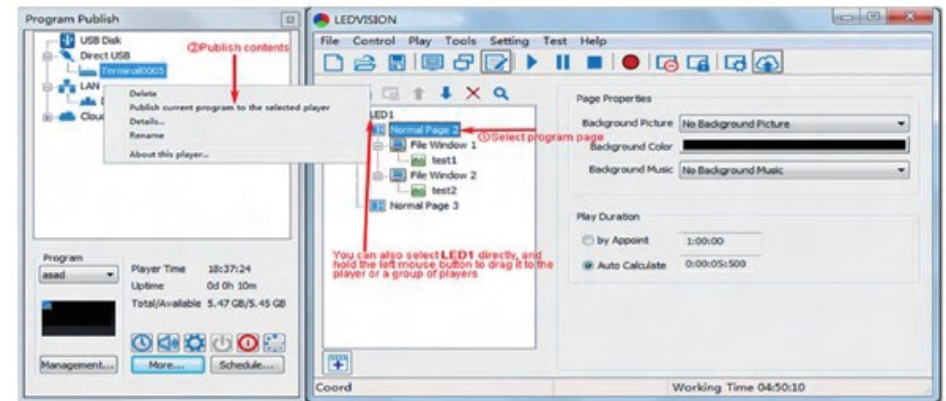 Program Publish
USB Disk
Direct USB
Terminal0005
LAN
Cloud
②Publish contents
Delete
Publish current program to the selected player
Details...
Rename
About this player...
Program
asad
Player Time 18:37:24
Uptime 0d 0h 10m
Total/Available 5.47 GB/5.45 GB
Management...
More...
Schedule...
LEDVISION
File Control Play Tools Setting Test Help
LED1
Normal Page 2
①Select program page
File Window 1
test1
File Window 2
test2
Normal Page 3
You can also select LED1 directly, and
hold the left mouse button to drag it to the
player or a group of players
Page Properties
Background Picture No Background Picture
Background Color
Background Music No Background Music
Play Duration
by Appoint 1:00:00
Auto Calculate 0:00:05:500
Coord
Working Time 04:50:10